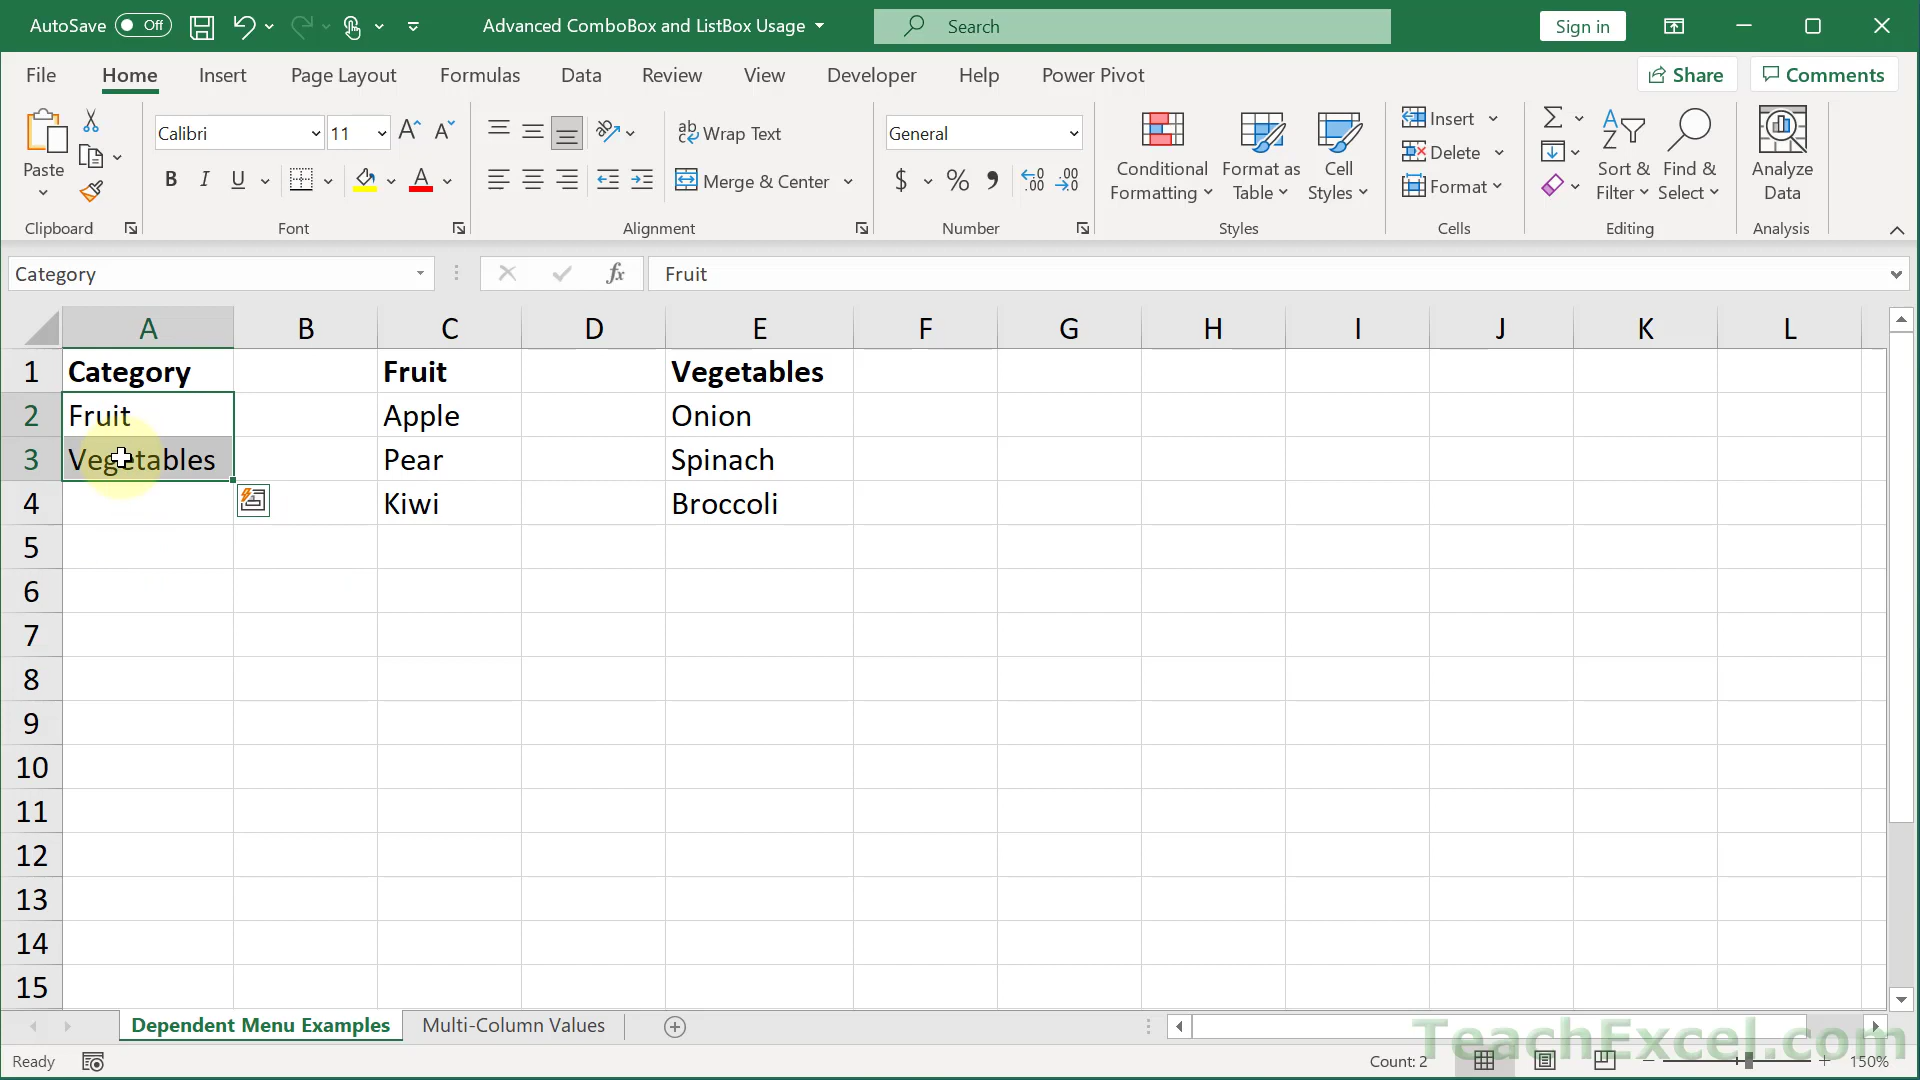 AutoSave Off Advanced ComboBox and ListBox Usage Search Sign in
File Home Insert Page Layout Formulas Data Review View Developer Help Power Pivot Share Comments
Paste
Calibri 11
ab Wrap Text
Merge & Center
General
$ % 9 .00 .00
Conditional Formatting
Format as Table
Cell Styles
Insert
Delete
Format
Sort & Filter
Find & Select
Analyze Data
Clipboard Font Alignment Number Styles Cells Editing Analysis
Category fx Fruit
A B C D E F G H I J K L
1 Category Fruit Vegetables
2 Fruit Apple Onion
3 Vegetables Pear Spinach
4 Kiwi Broccoli
5
6
7
8
9
10
11
12
13
14
15
Dependent Menu Examples Multi-Column Values
TeachExcel.com
Ready Count: 2 150%